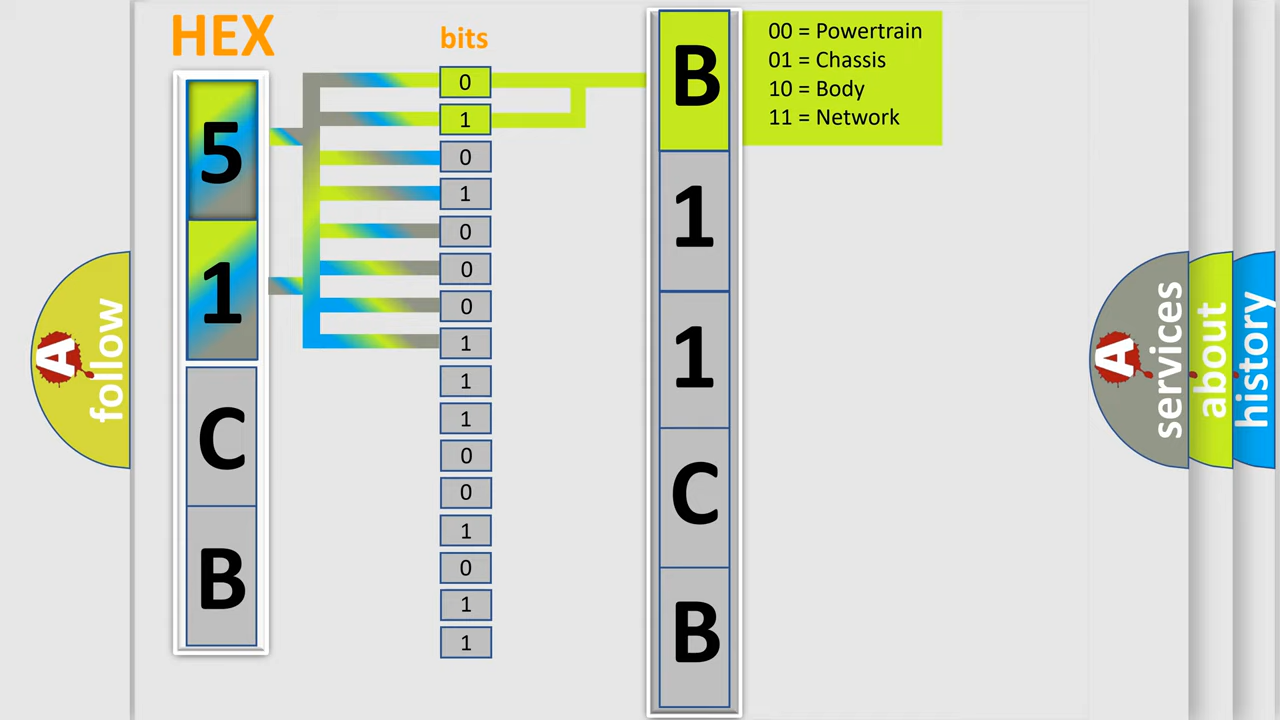 HEX
bits
5
1
C
B
0
1
0
1
0
0
0
1
1
1
0
0
1
0
1
1
B
1
1
C
B
00 = Powertrain
01 = Chassis
10 = Body
11 = Network
A
follow
A
services
about
history